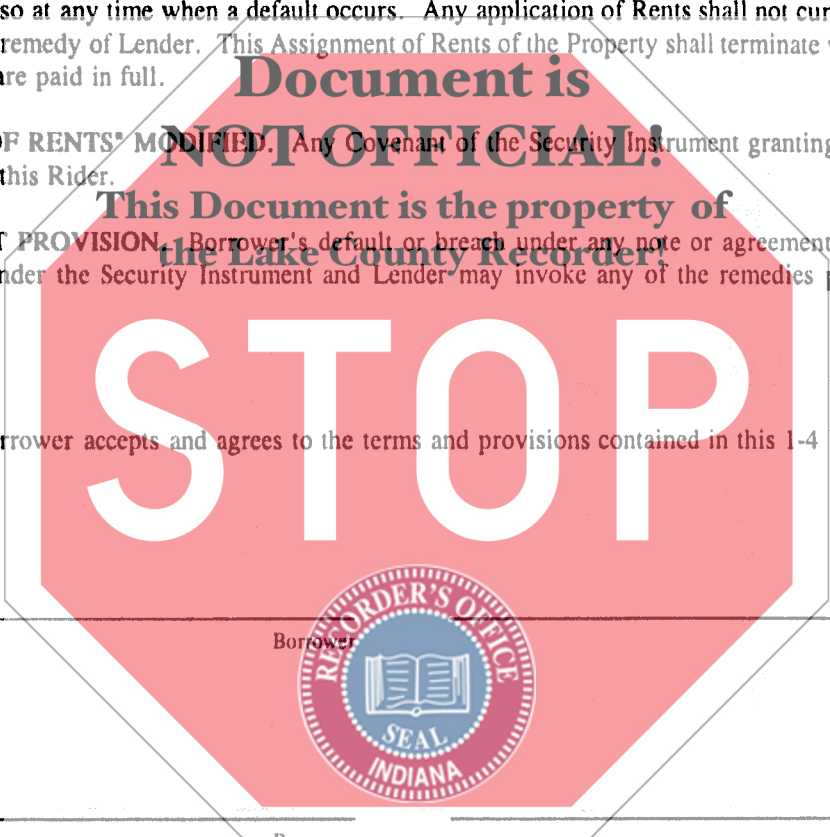 so at any time when a default occurs. Any application of Rents shall not cur
remedy of Lender. This Assignment of Rents of the Property shall terminate
are paid in full.
Document is
OF RENTS" MODIFIED. Any Covenant of the Security Instrument granting
NOT OFFICIAL!
this Rider.
This Document is the property of
PROVISION. Borrower's default or breach under any note or agreement
the Lake County Recorder!
nder the Security Instrument and Lender may invoke any of the remedies
STOP
rrower accepts and agrees to the terms and provisions contained in this 1-4
RECORDER'S OFFICE
Borrower
SEAL
INDIANA